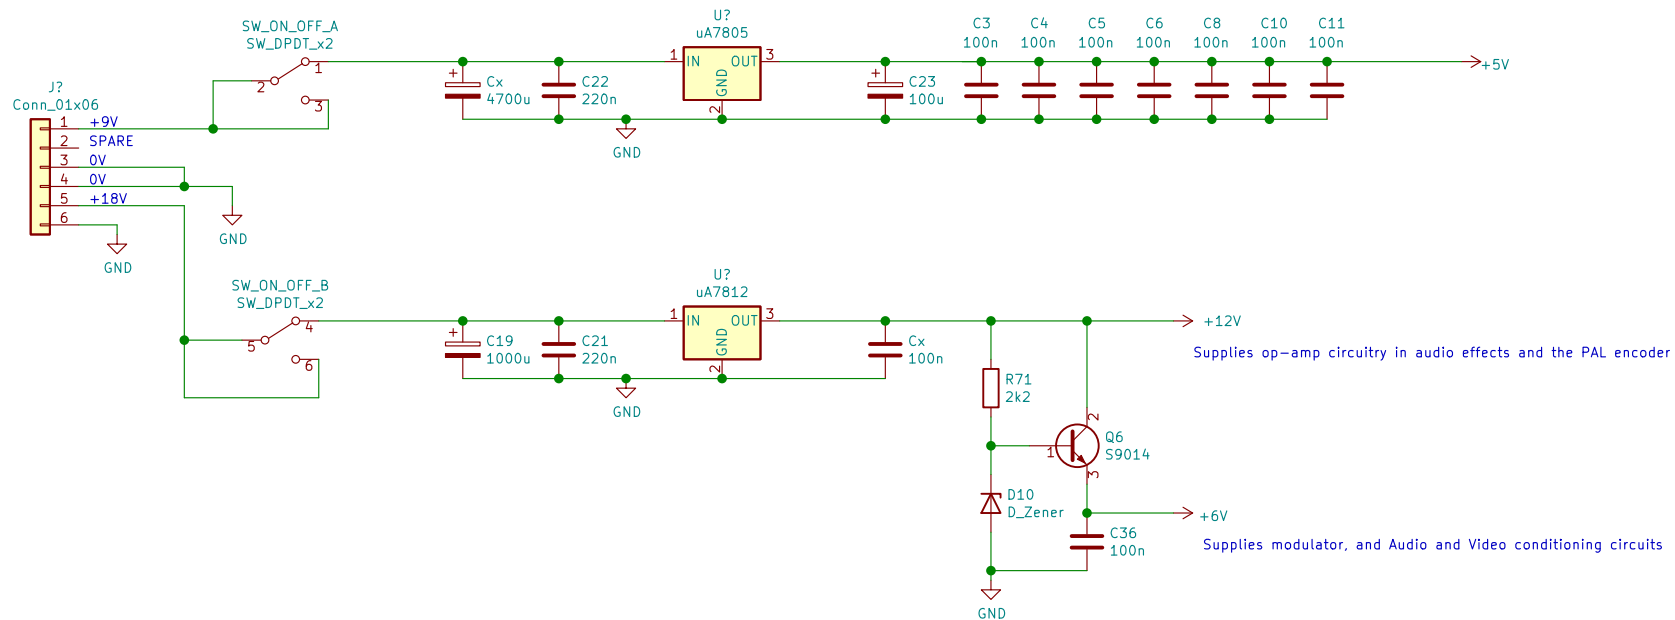 SW_ON_OFF_A
SW_DPDT_x2
1
2
3
J?
Conn_01x06
1 +9V
2 SPARE
3 0V
4 0V
5 +18V
6
GND
GND
Cx
4700u
C22
220n
U?
uA7805
1 IN OUT 3
GND
2
GND
C23
100u
C3
100n
C4
100n
C5
100n
C6
100n
C8
100n
C10
100n
C11
100n
+5V
SW_ON_OFF_B
SW_DPDT_x2
4
5
6
C19
1000u
C21
220n
U?
uA7812
1 IN OUT 3
GND
2
GND
Cx
100n
+12V
Supplies op-amp circuitry in audio effects and the PAL encoder
R71
2k2
2
1
3
Q6
S9014
D10
D_Zener
+6V
Supplies modulator, and Audio and Video conditioning circuits
C36
100n
GND